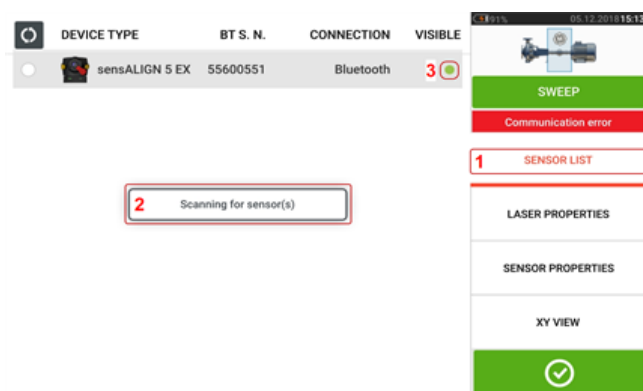 DEVICE TYPE BT S. N. CONNECTION VISIBLE
sensALIGN 5 EX 55600551 Bluetooth 3
2 Scanning for sensor(s)
91% 05.12.2018 15:13
SWEEP
Communication error
1 SENSOR LIST
LASER PROPERTIES
SENSOR PROPERTIES
XY VIEW